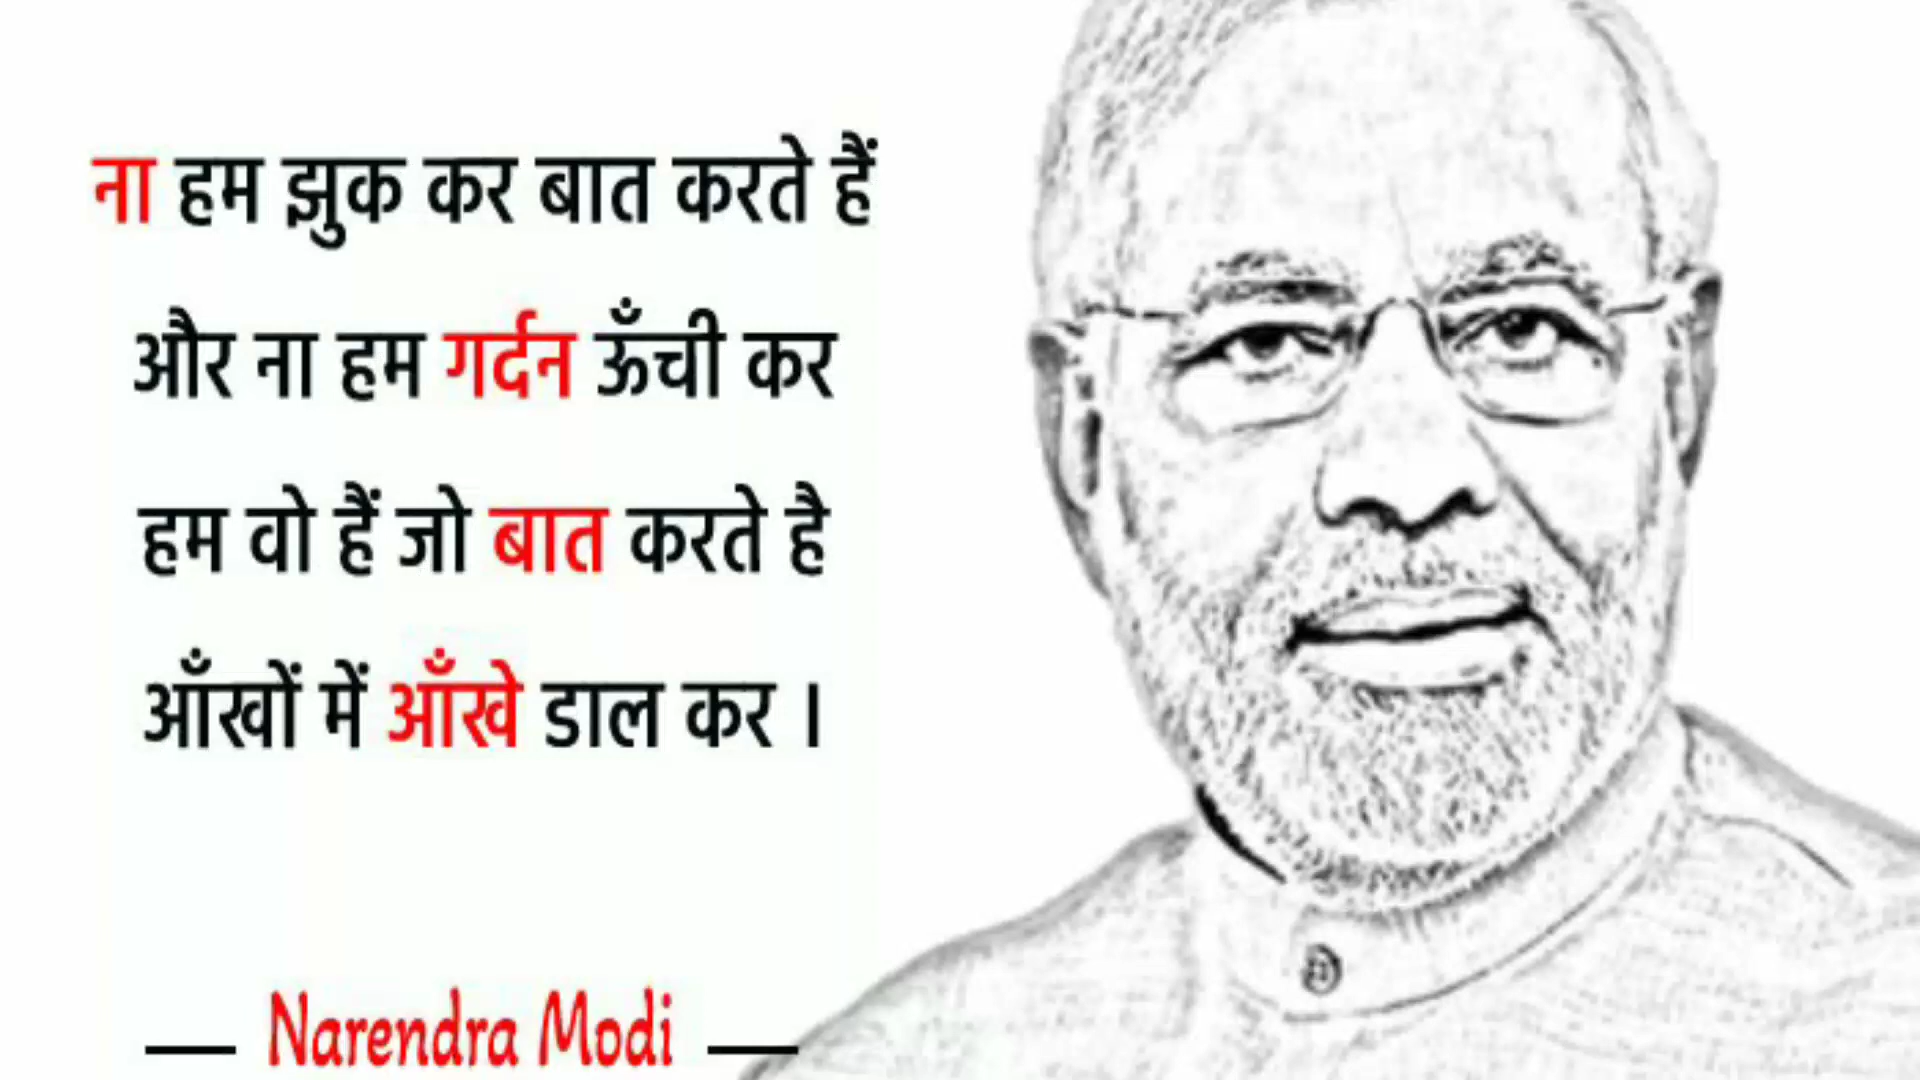 ना हम झुक कर बात करते हैं
और ना हम गर्दन ऊँची कर
हम वो हैं जो बात करते है
आँखों में आँखे डाल कर ।
— Narendra Modi —